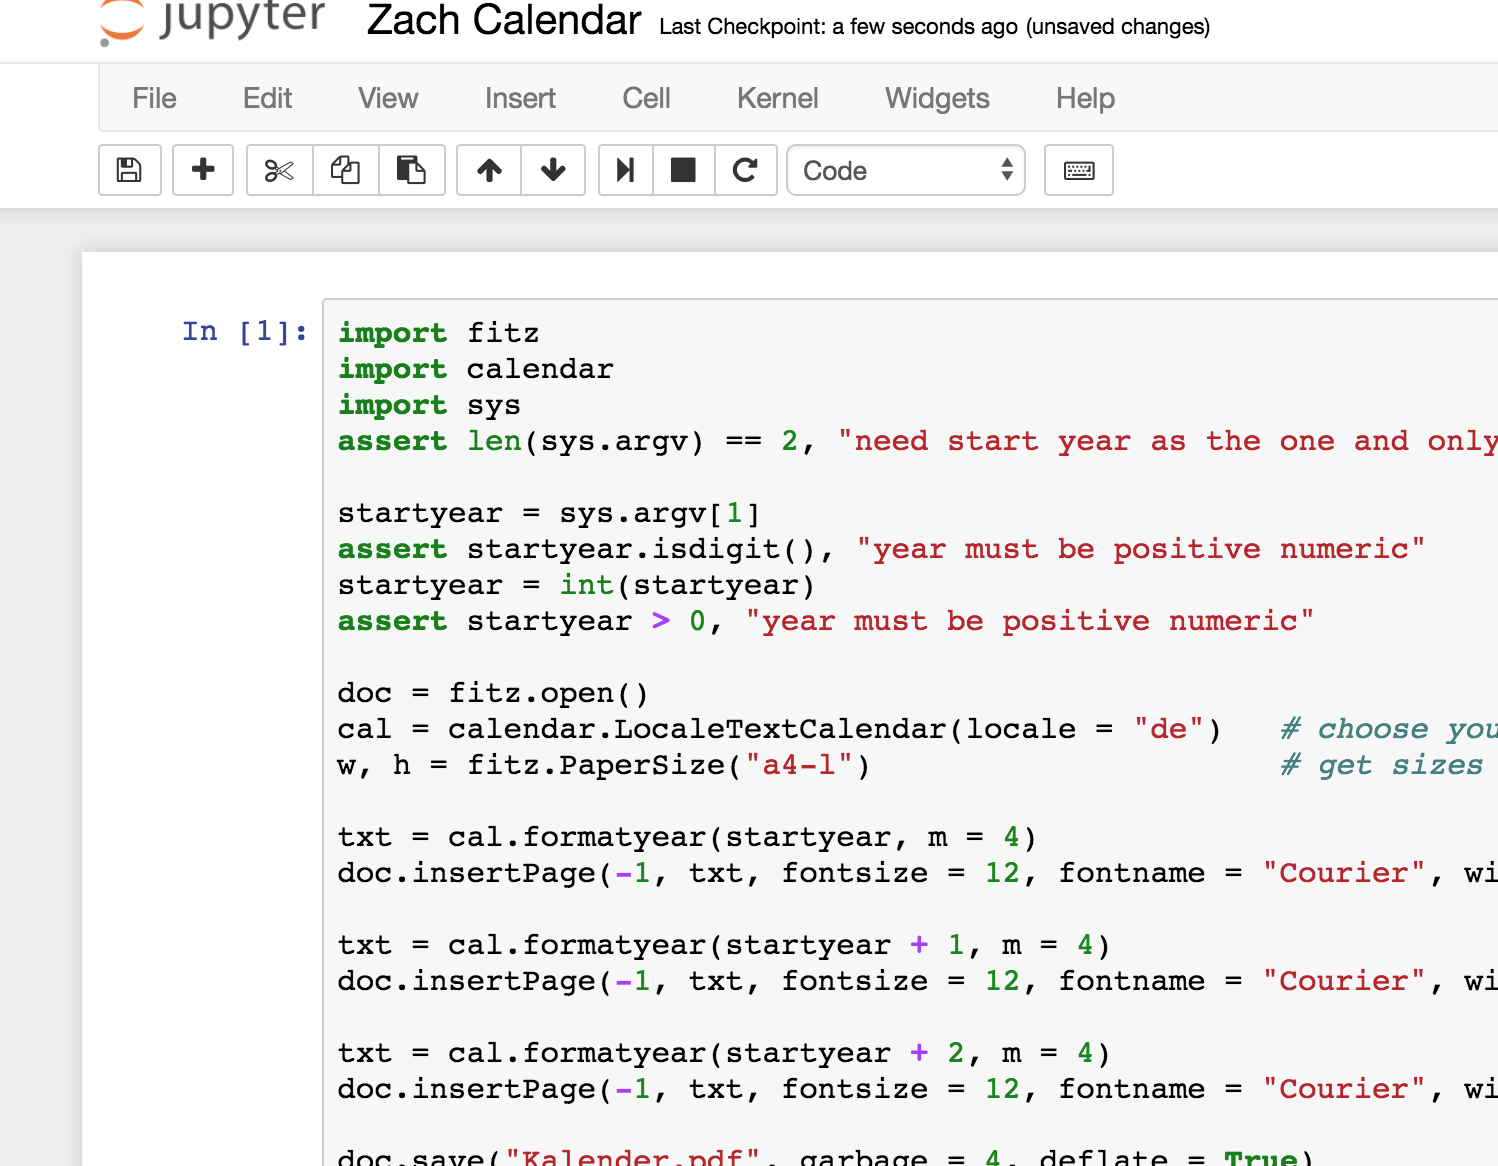 jupyter Zach Calendar Last Checkpoint: a few seconds ago (unsaved changes)
File Edit View Insert Cell Kernel Widgets Help
Code
In [1]: import fitz
import calendar
import sys
assert len(sys.argv) == 2, "need start year as the one and only

startyear = sys.argv[1]
assert startyear.isdigit(), "year must be positive numeric"
startyear = int(startyear)
assert startyear > 0, "year must be positive numeric"

doc = fitz.open()
cal = calendar.LocaleTextCalendar(locale = "de")   # choose you
w, h = fitz.PaperSize("a4-l")                      # get sizes

txt = cal.formatyear(startyear, m = 4)
doc.insertPage(-1, txt, fontsize = 12, fontname = "Courier", wi

txt = cal.formatyear(startyear + 1, m = 4)
doc.insertPage(-1, txt, fontsize = 12, fontname = "Courier", wi

txt = cal.formatyear(startyear + 2, m = 4)
doc.insertPage(-1, txt, fontsize = 12, fontname = "Courier", wi

doc.save("Kalender.pdf", garbage = 4, deflate = True)